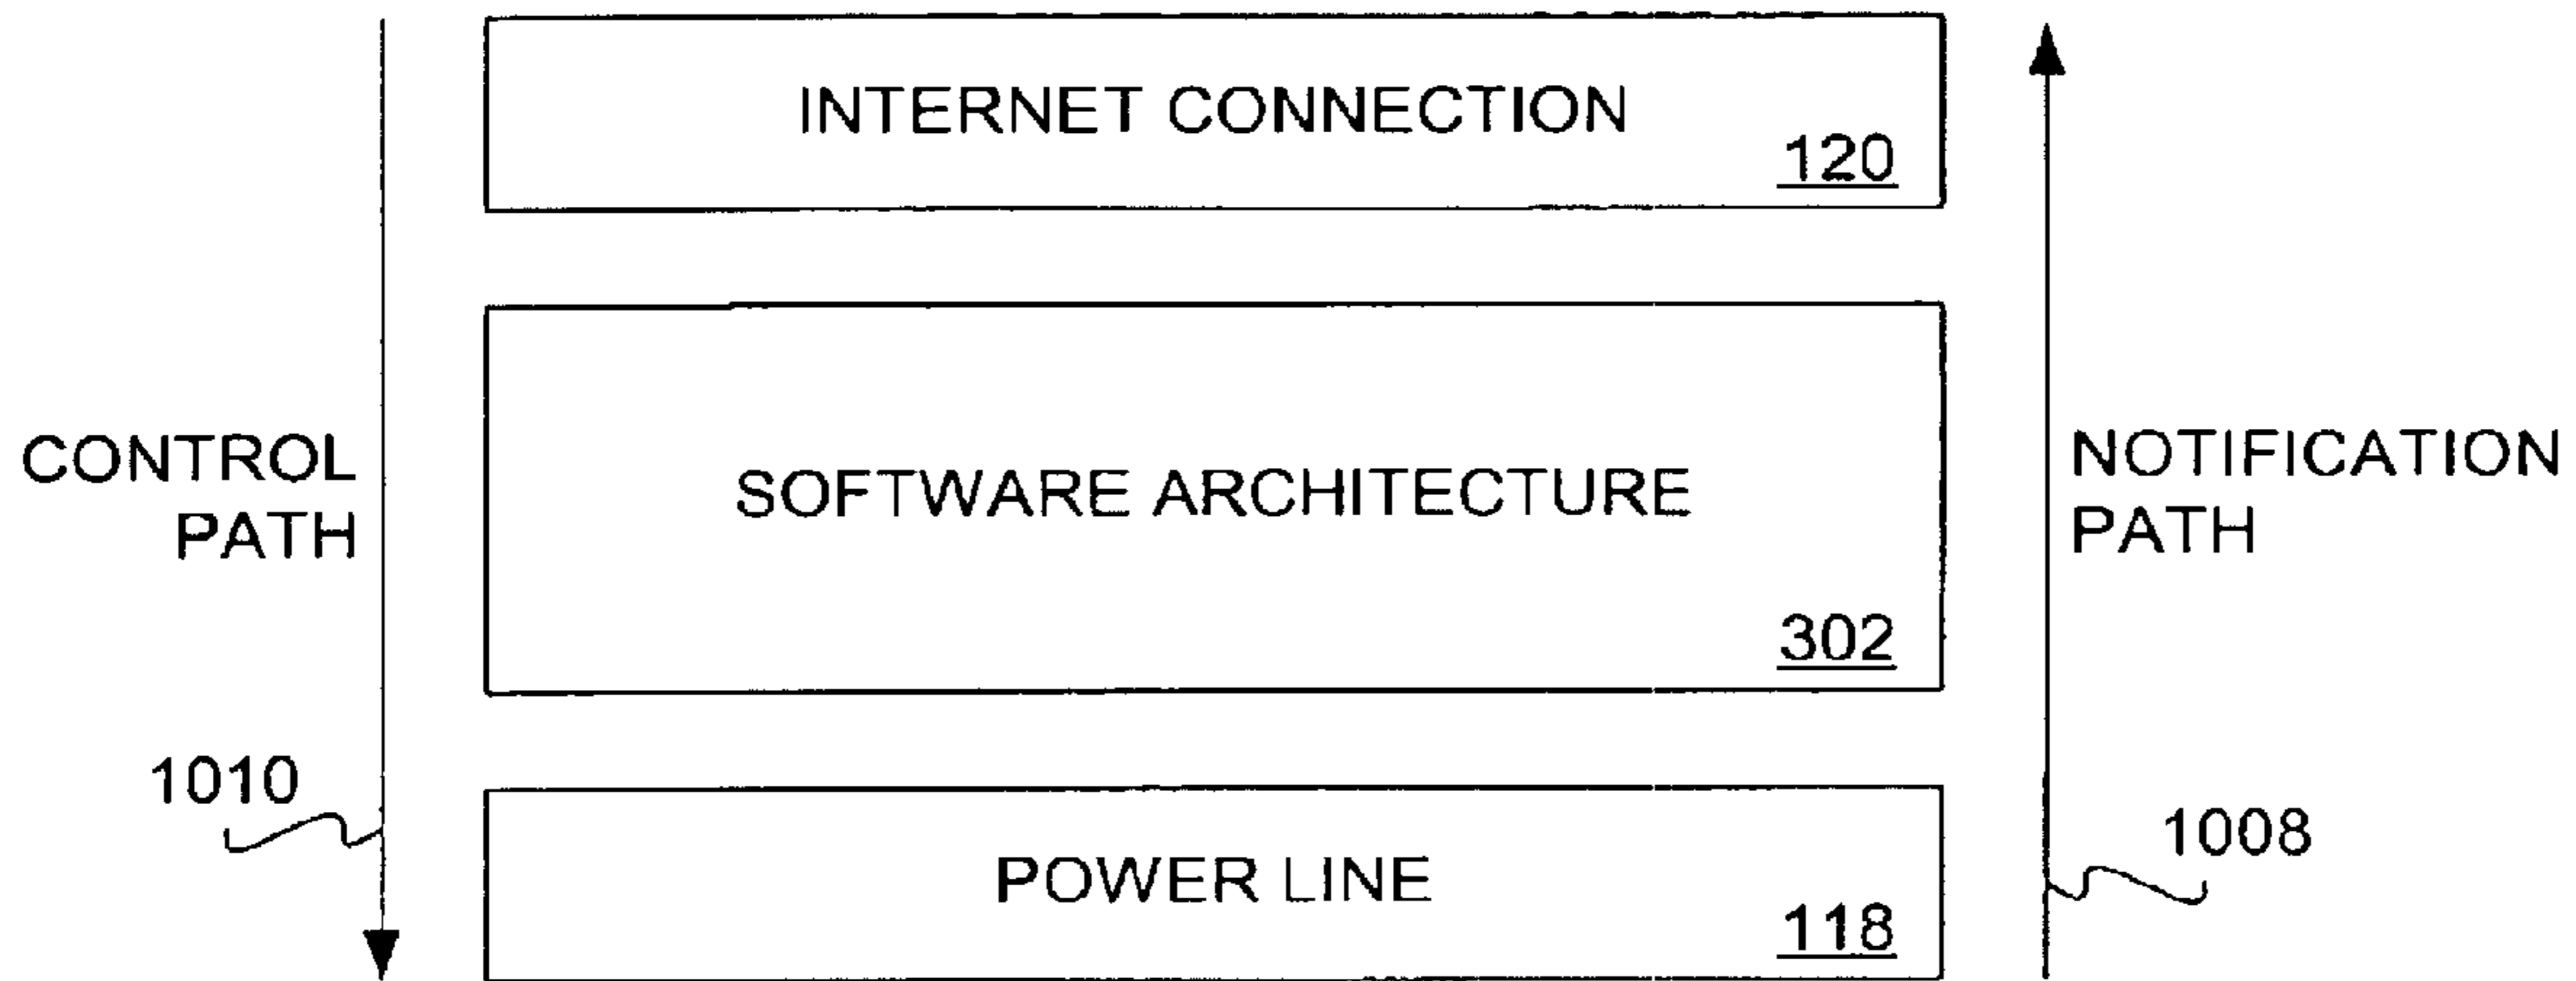 INTERNET CONNECTION
120
CONTROL
PATH
SOFTWARE ARCHITECTURE
302
NOTIFICATION
PATH
1010
POWER LINE
118
1008